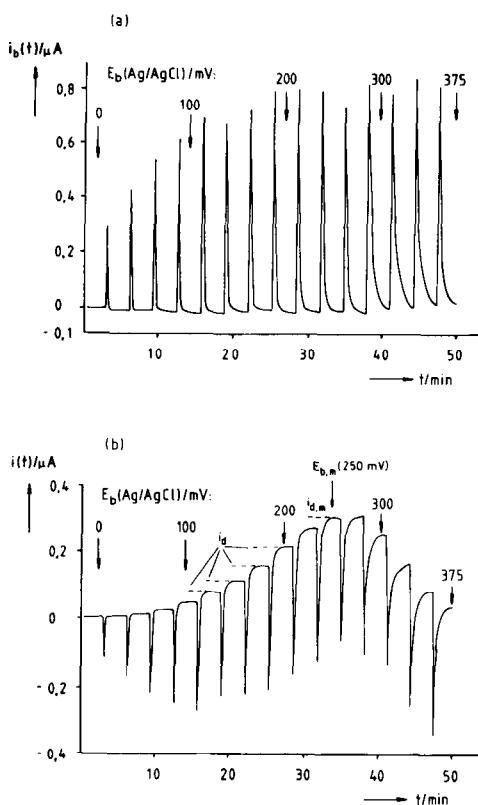 (a)
i_b(t)/μA
E_b(Ag/AgCl)/mV:
0
100
200
300
375
0,8
0,6
0,4
0,2
0
-0,1
10
20
30
40
50
t/min
(b)
i(t)/μA
E_b,m (250 mV)
E_b(Ag/AgCl)/mV:
i_d,m
0
100
i_d
200
300
375
0,4
0,2
0
-0,2
-0,4
10
20
30
40
50
t/min